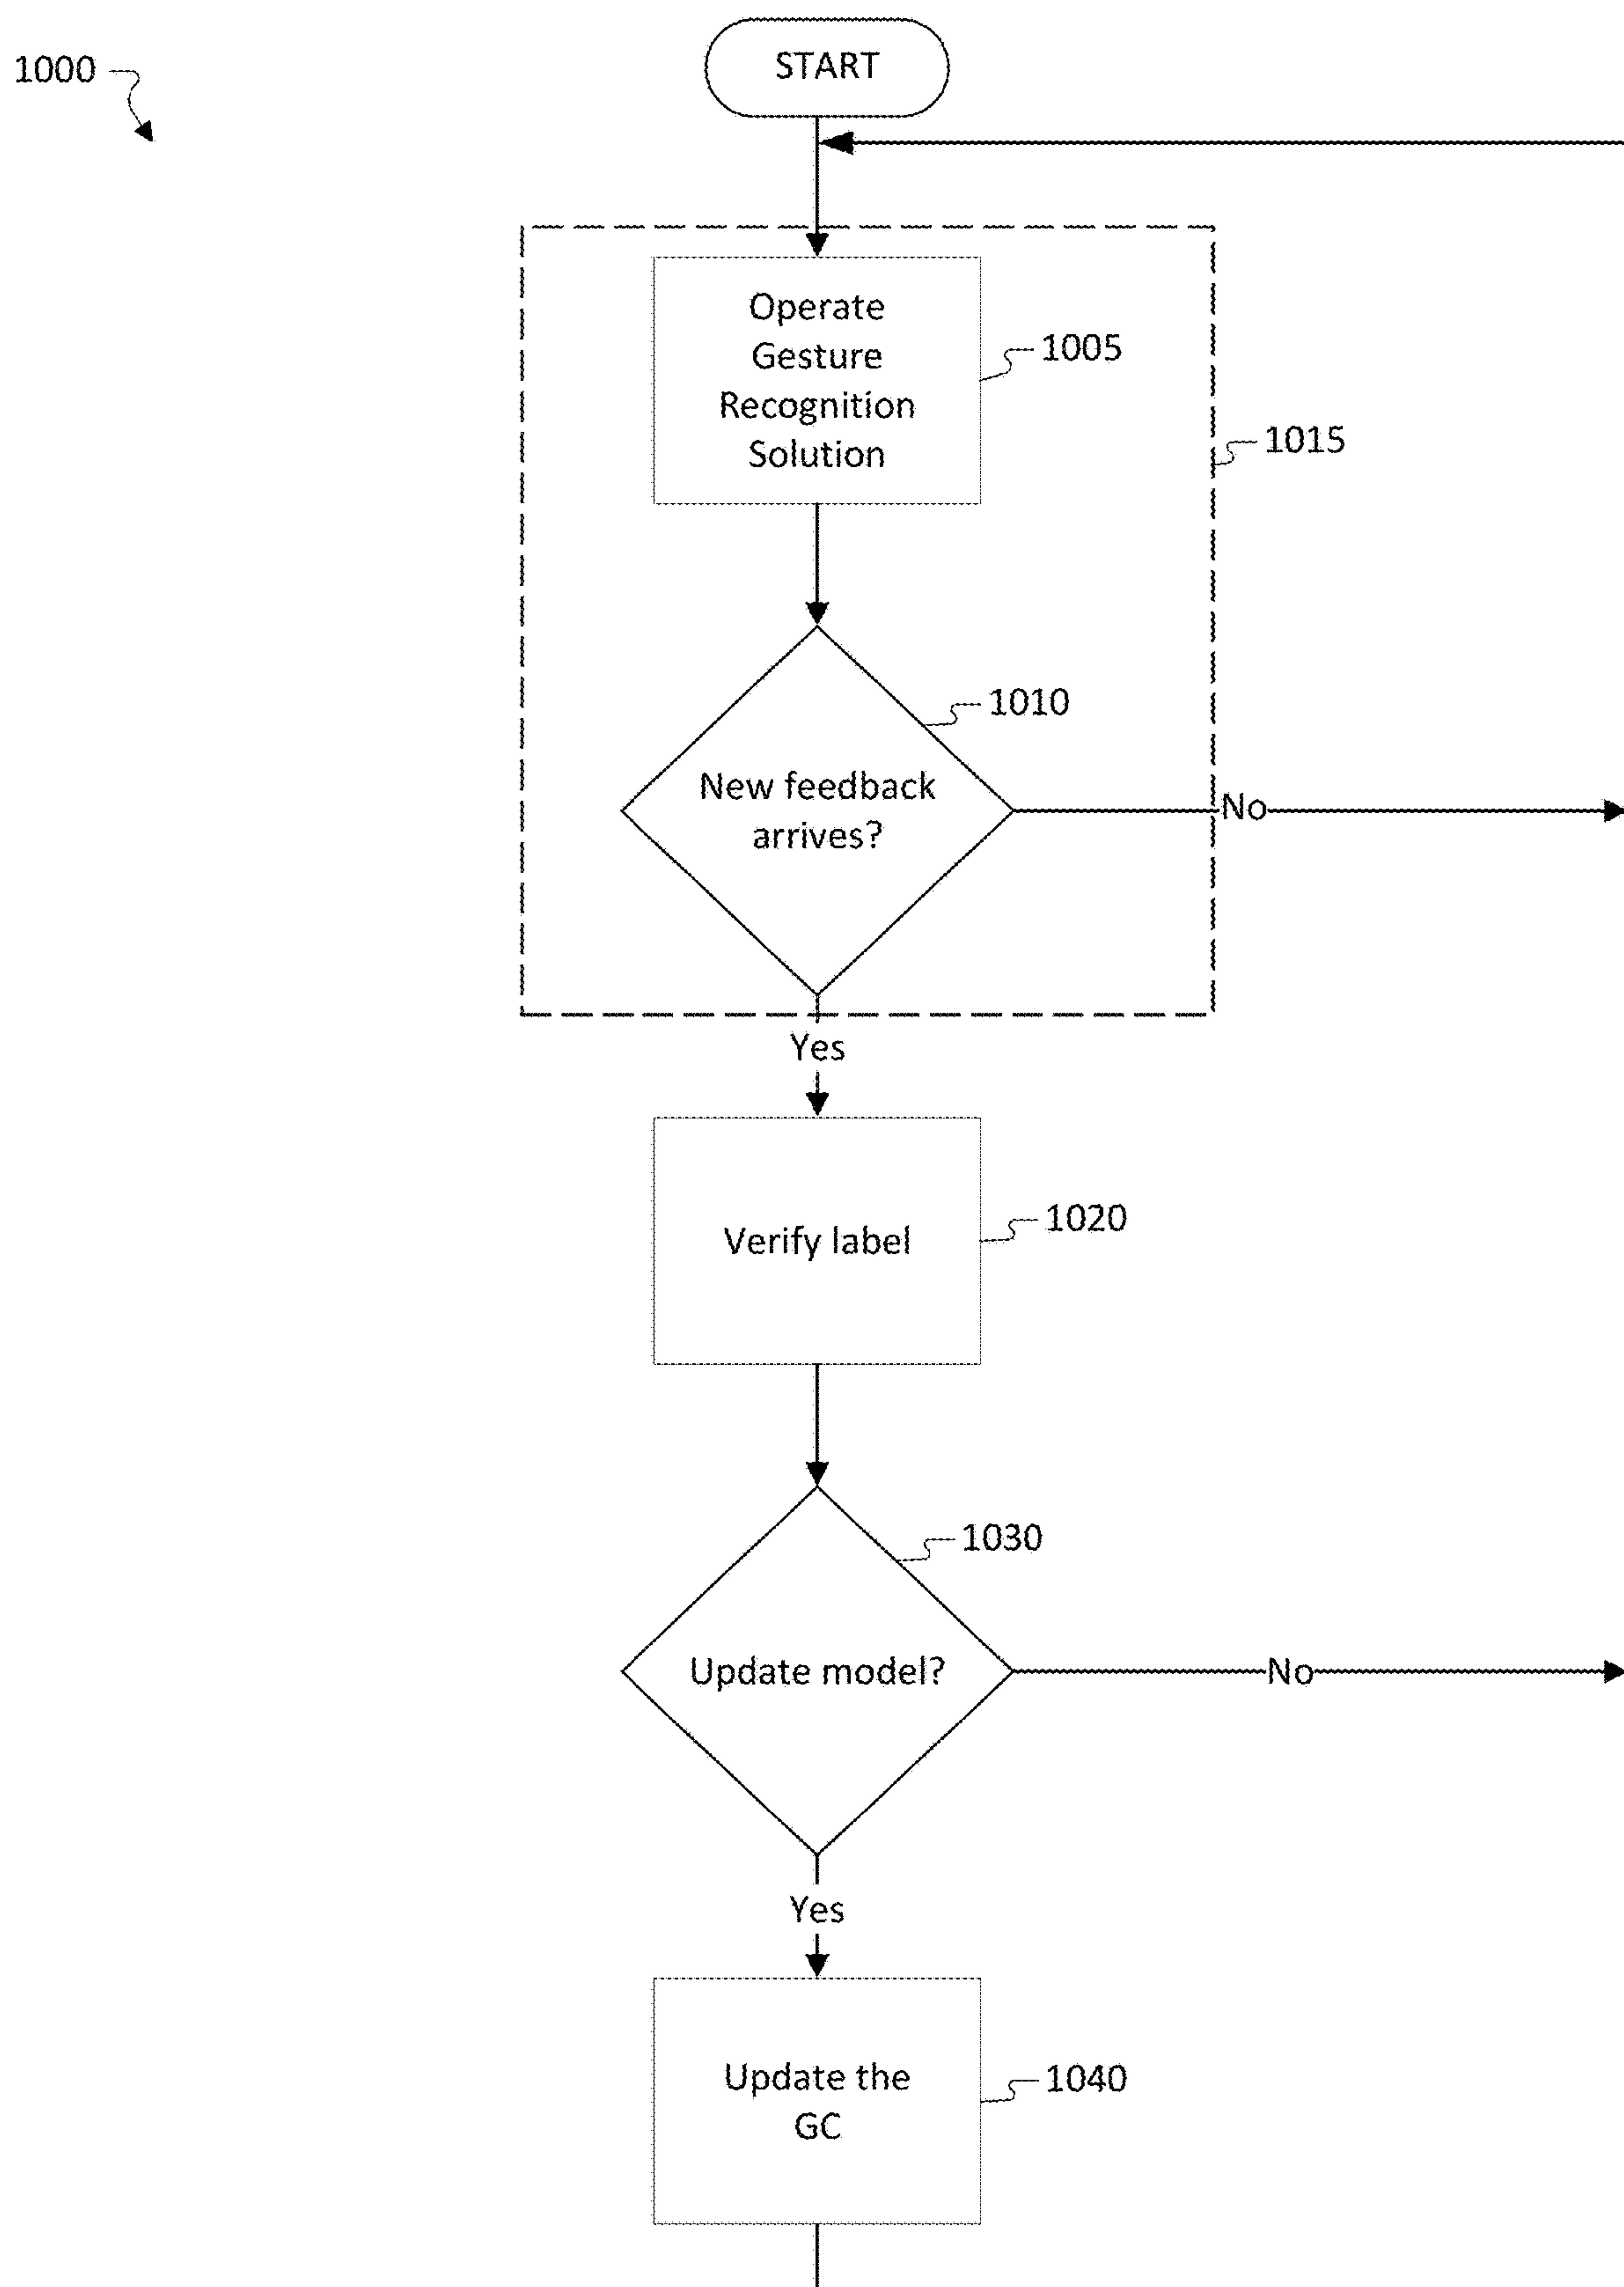 1000
START
Operate
Gesture
Recognition
Solution
1005
1015
1010
New feedback
arrives?
No
Yes
Verify label
1020
1030
Update model?
No
Yes
Update the
GC
1040